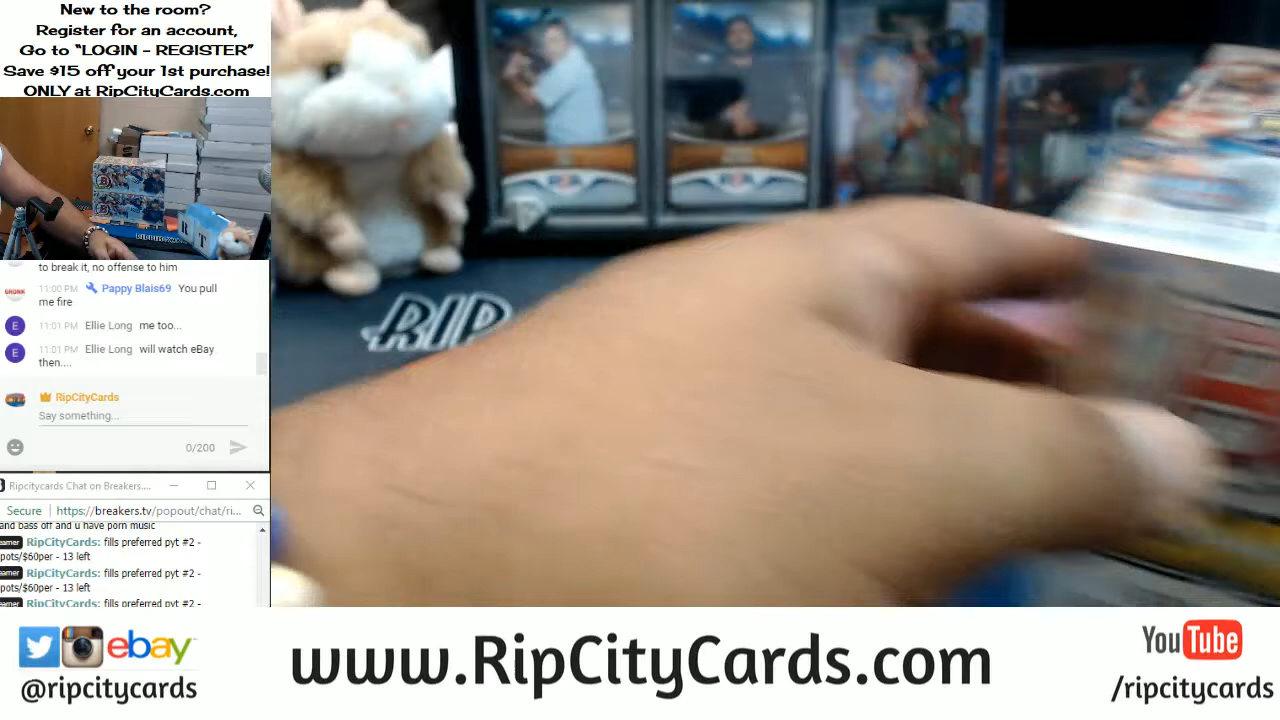 New to the room?
Register for an account,
Go to “LOGIN - REGISTER”
Save $15 off your 1st purchase!
ONLY at RipCityCards.com
to break it, no offense to him
GRONK 11:00 PM Pappy Blais69 You pull
me fire
E 11:01 PM Ellie Long me too...
E 11:01 PM Ellie Long will watch eBay
then....
RipCityCards
Say something...
0/200
Ripcitycards Chat on Breakers....
Secure https://breakers.tv/popout/chat/ri...
and bass off and u have porn music
RipCityCards: fills preferred pyt #2 -
pots/$60per - 13 left
RipCityCards: fills preferred pyt #2 -
pots/$60per - 13 left
RipCityCards: fills preferred pyt #2 -
RIP
R T
ebay
@ripcitycards
www.RipCityCards.com
YouTube
/ripcitycards